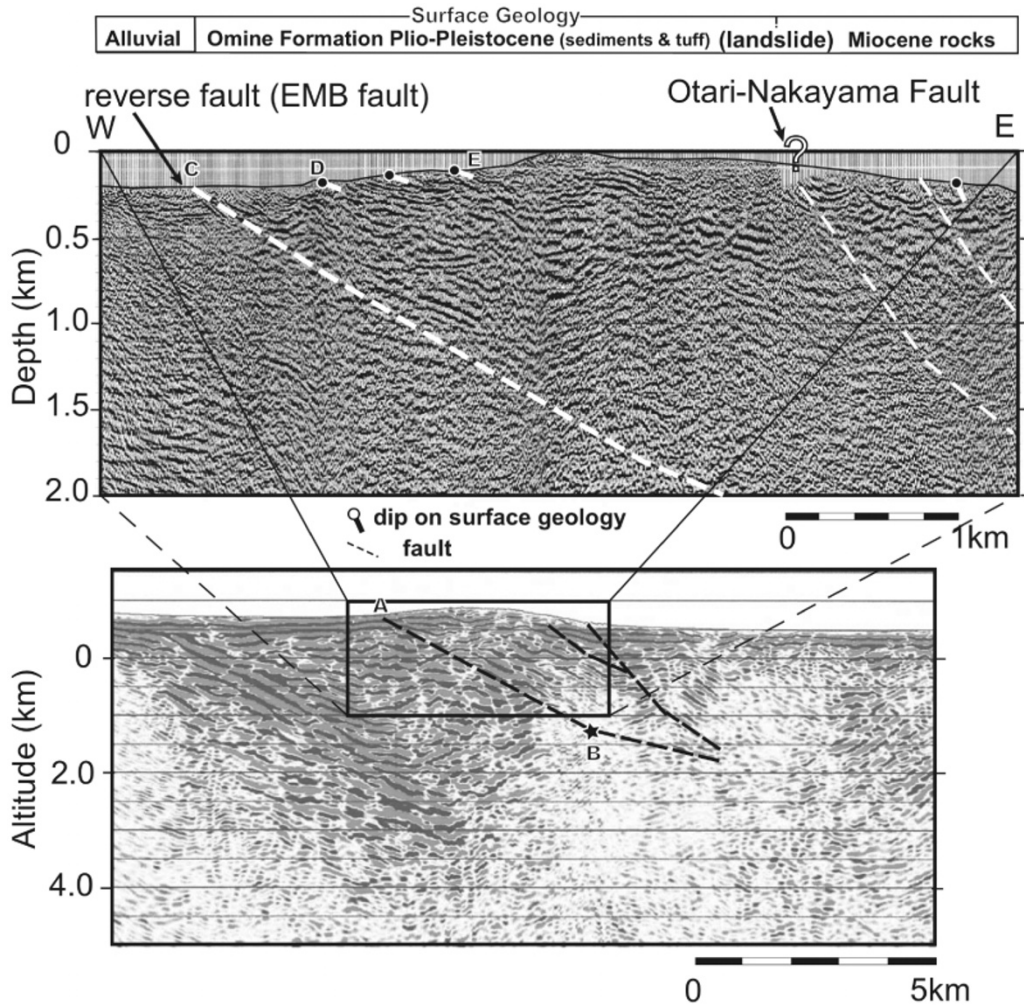 Surface Geology
Alluvial Omine Formation Plio-Pleistocene (sediments & tuff) (landslide) Miocene rocks
reverse fault (EMB fault)
Otari-Nakayama Fault
W
E
0
?
C
D
E
0.5
1.0
1.5
2.0
Depth (km)
dip on surface geology
fault
0 1km
A
0
B
2.0
4.0
Altitude (km)
0 5km